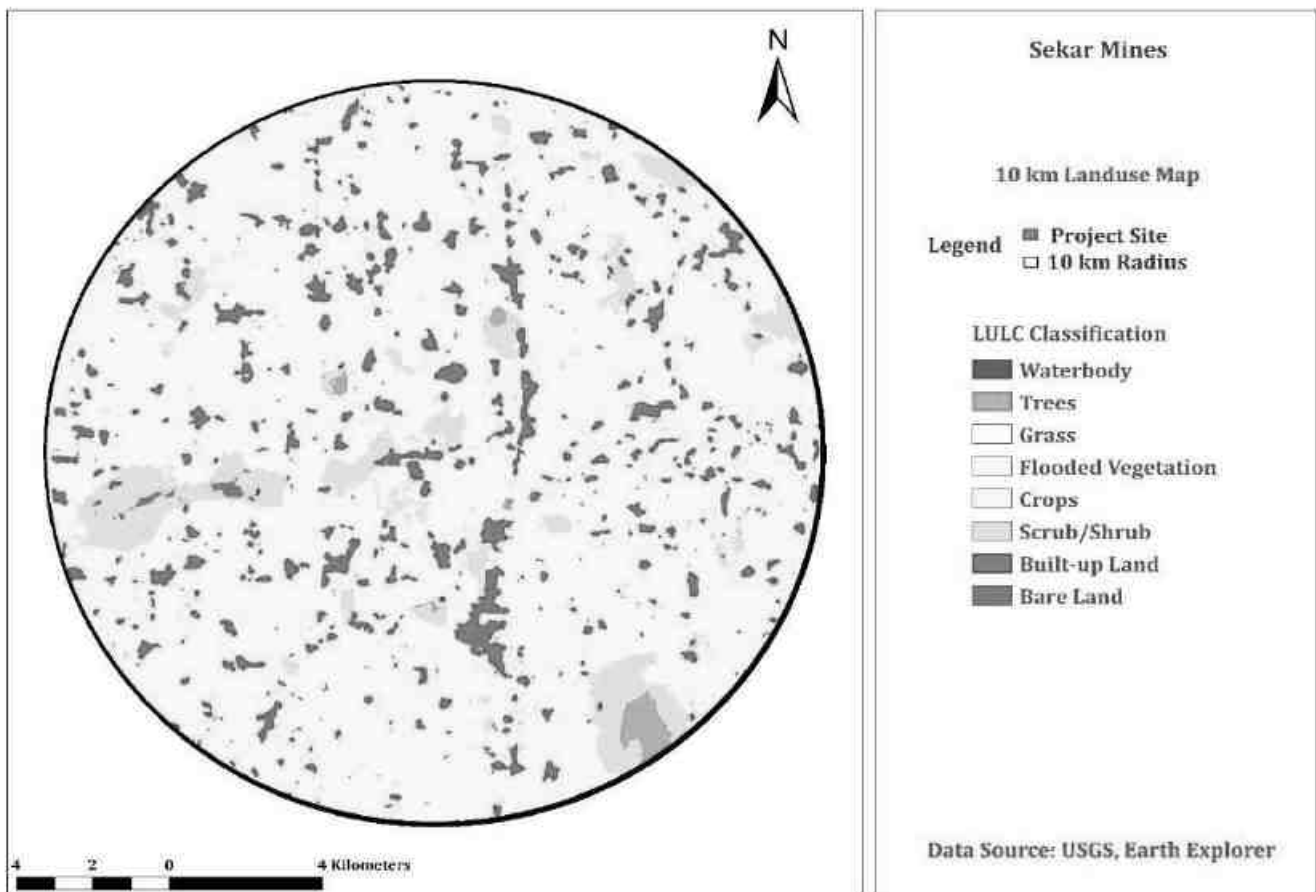 N
4 2 0 4 Kilometers
Sekar Mines
10 km Landuse Map
Legend
Project Site
10 km Radius
LULC Classification
Waterbody
Trees
Grass
Flooded Vegetation
Crops
Scrub/Shrub
Built-up Land
Bare Land
Data Source: USGS, Earth Explorer